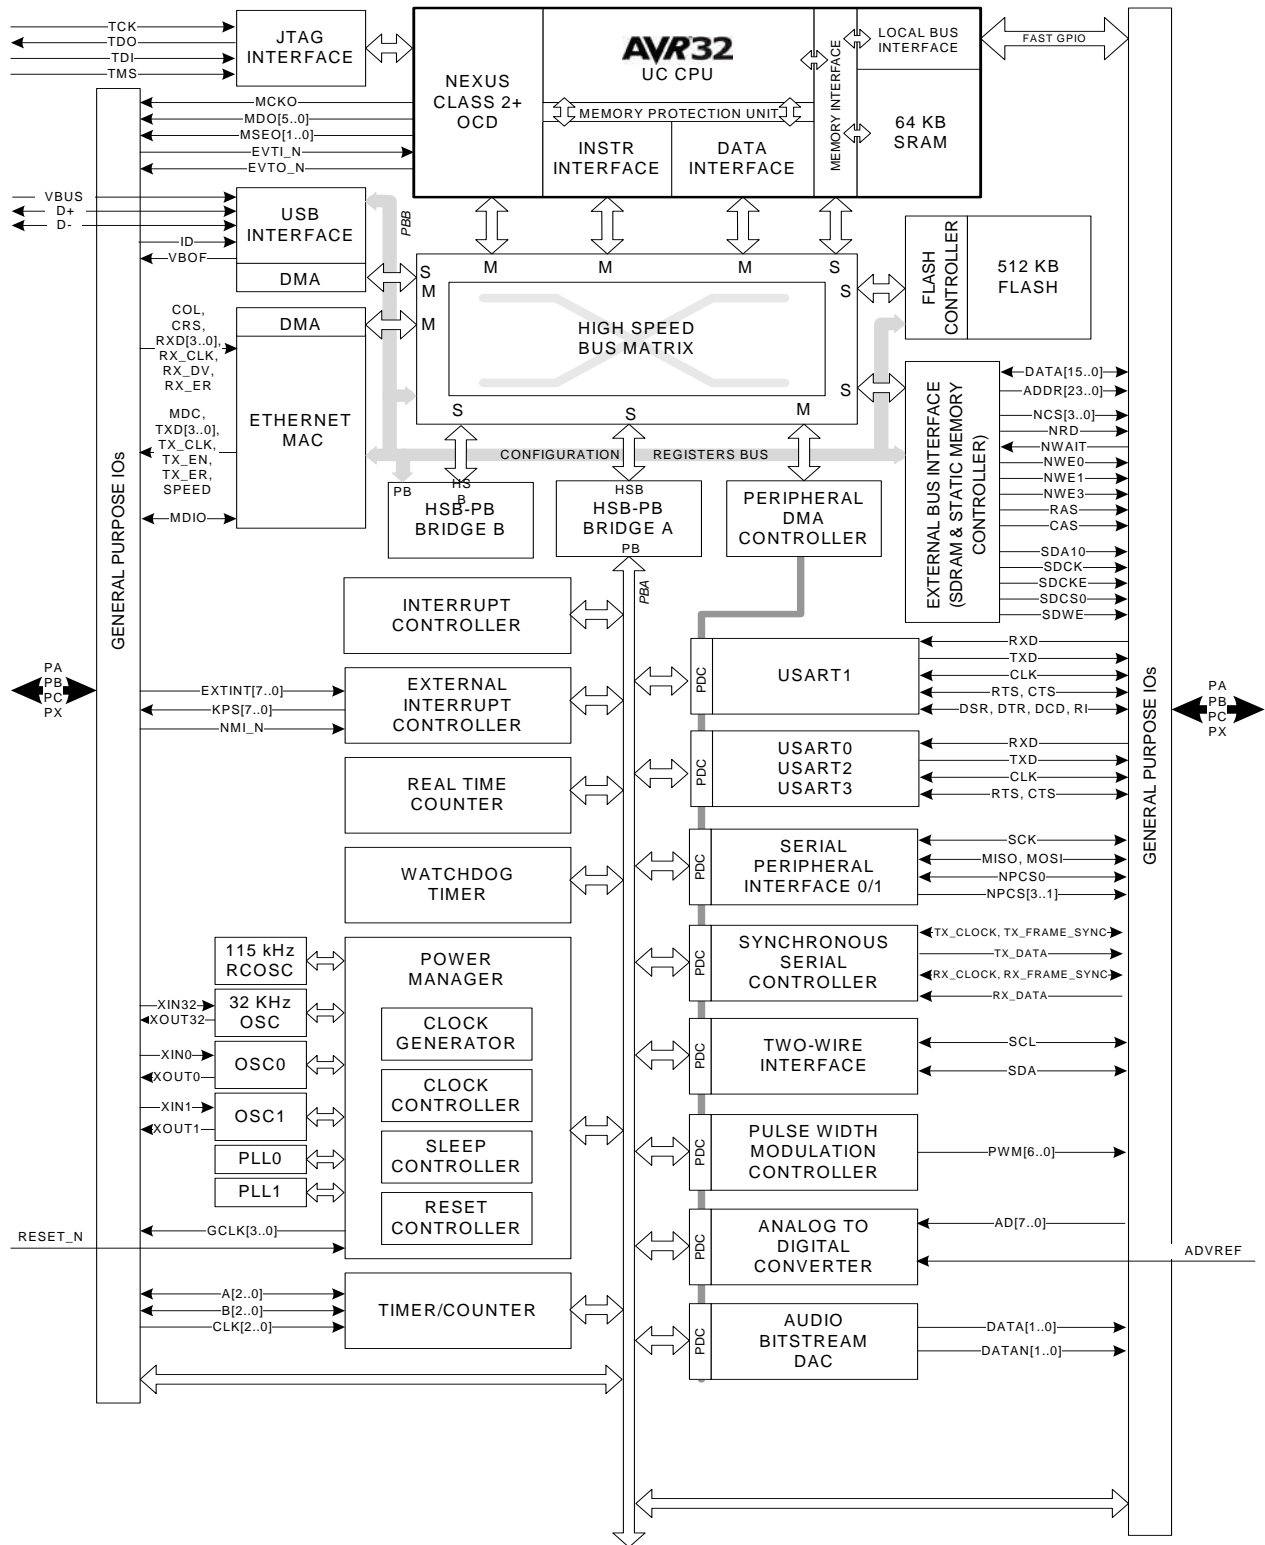 TCK
TDO
TDI
TMS
JTAG
INTERFACE
MCKO
MDO[5..0]
MSEO[1..0]
EVTI_N
EVTO_N
NEXUS
CLASS 2+
OCD
AVR32
UC CPU
MEMORY PROTECTION UNIT
INSTR
INTERFACE
DATA
INTERFACE
MEMORY INTERFACE
LOCAL BUS
INTERFACE
64 KB
SRAM
FAST GPIO
VBUS
D+
D-
ID
VBOF
USB
INTERFACE
DMA
PBB
S
M
M
M
M
M
S
S
S
S
S
M
HIGH SPEED
BUS MATRIX
FLASH
CONTROLLER
512 KB
FLASH
COL,
CRS,
RXD[3..0],
RX_CLK,
RX_DV,
RX_ER
MDC,
TXD[3..0],
TX_CLK,
TX_EN,
TX_ER,
SPEED
MDIO
DMA
ETHERNET
MAC
CONFIGURATION REGISTERS BUS
PB
HS
B
HSB-PB
BRIDGE B
HSB
HSB-PB
BRIDGE A
PB
PERIPHERAL
DMA
CONTROLLER
EXTERNAL BUS INTERFACE
(SDRAM & STATIC MEMORY
CONTROLLER)
DATA[15..0]
ADDR[23..0]
NCS[3..0]
NRD
NWAIT
NWE0
NWE1
NWE3
RAS
CAS
SDA10
SDCK
SDCKE
SDCS0
SDWE
GENERAL PURPOSE IOs
PA
PB
PC
PX
PBA
INTERRUPT
CONTROLLER
EXTINT[7..0]
KPS[7..0]
NMI_N
EXTERNAL
INTERRUPT
CONTROLLER
REAL TIME
COUNTER
WATCHDOG
TIMER
115 kHz
RCOSC
XIN32
XOUT32
32 KHz
OSC
XIN0
XOUT0
OSC0
XIN1
XOUT1
OSC1
PLL0
PLL1
GCLK[3..0]
RESET_N
POWER
MANAGER
CLOCK
GENERATOR
CLOCK
CONTROLLER
SLEEP
CONTROLLER
RESET
CONTROLLER
A[2..0]
B[2..0]
CLK[2..0]
TIMER/COUNTER
PDC
USART1
RXD
TXD
CLK
RTS, CTS
DSR, DTR, DCD, RI
PDC
USART0
USART2
USART3
RXD
TXD
CLK
RTS, CTS
PDC
SERIAL
PERIPHERAL
INTERFACE 0/1
SCK
MISO, MOSI
NPCS0
NPCS[3..1]
PDC
SYNCHRONOUS
SERIAL
CONTROLLER
TX_CLOCK, TX_FRAME_SYNC
TX_DATA
RX_CLOCK, RX_FRAME_SYNC
RX_DATA
PDC
TWO-WIRE
INTERFACE
SCL
SDA
PDC
PULSE WIDTH
MODULATION
CONTROLLER
PWM[6..0]
PDC
ANALOG TO
DIGITAL
CONVERTER
AD[7..0]
ADVREF
PDC
AUDIO
BITSTREAM
DAC
DATA[1..0]
DATAN[1..0]
GENERAL PURPOSE IOs
PA
PB
PC
PX